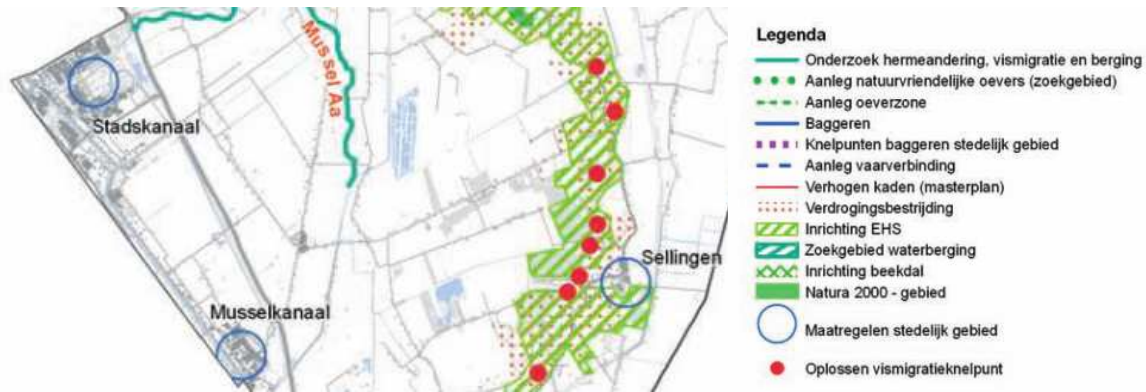 Mussel Aa
Stadskanaal
Sellingen
Musselkanaal
Legenda
Onderzoek hermeandering, vismigratie en berging
Aanleg natuurvriendelijke oevers (zoekgebied)
Aanleg oeverzone
Baggeren
Knelpunten baggeren stedelijk gebied
Aanleg vaarverbinding
Verhogen kaden (masterplan)
Verdrogingsbestrijding
Inrichting EHS
Zoekgebied waterberging
Inrichting beekdal
Natura 2000 - gebied
Maatregelen stedelijk gebied
Oplossen vismigratieknelpunt